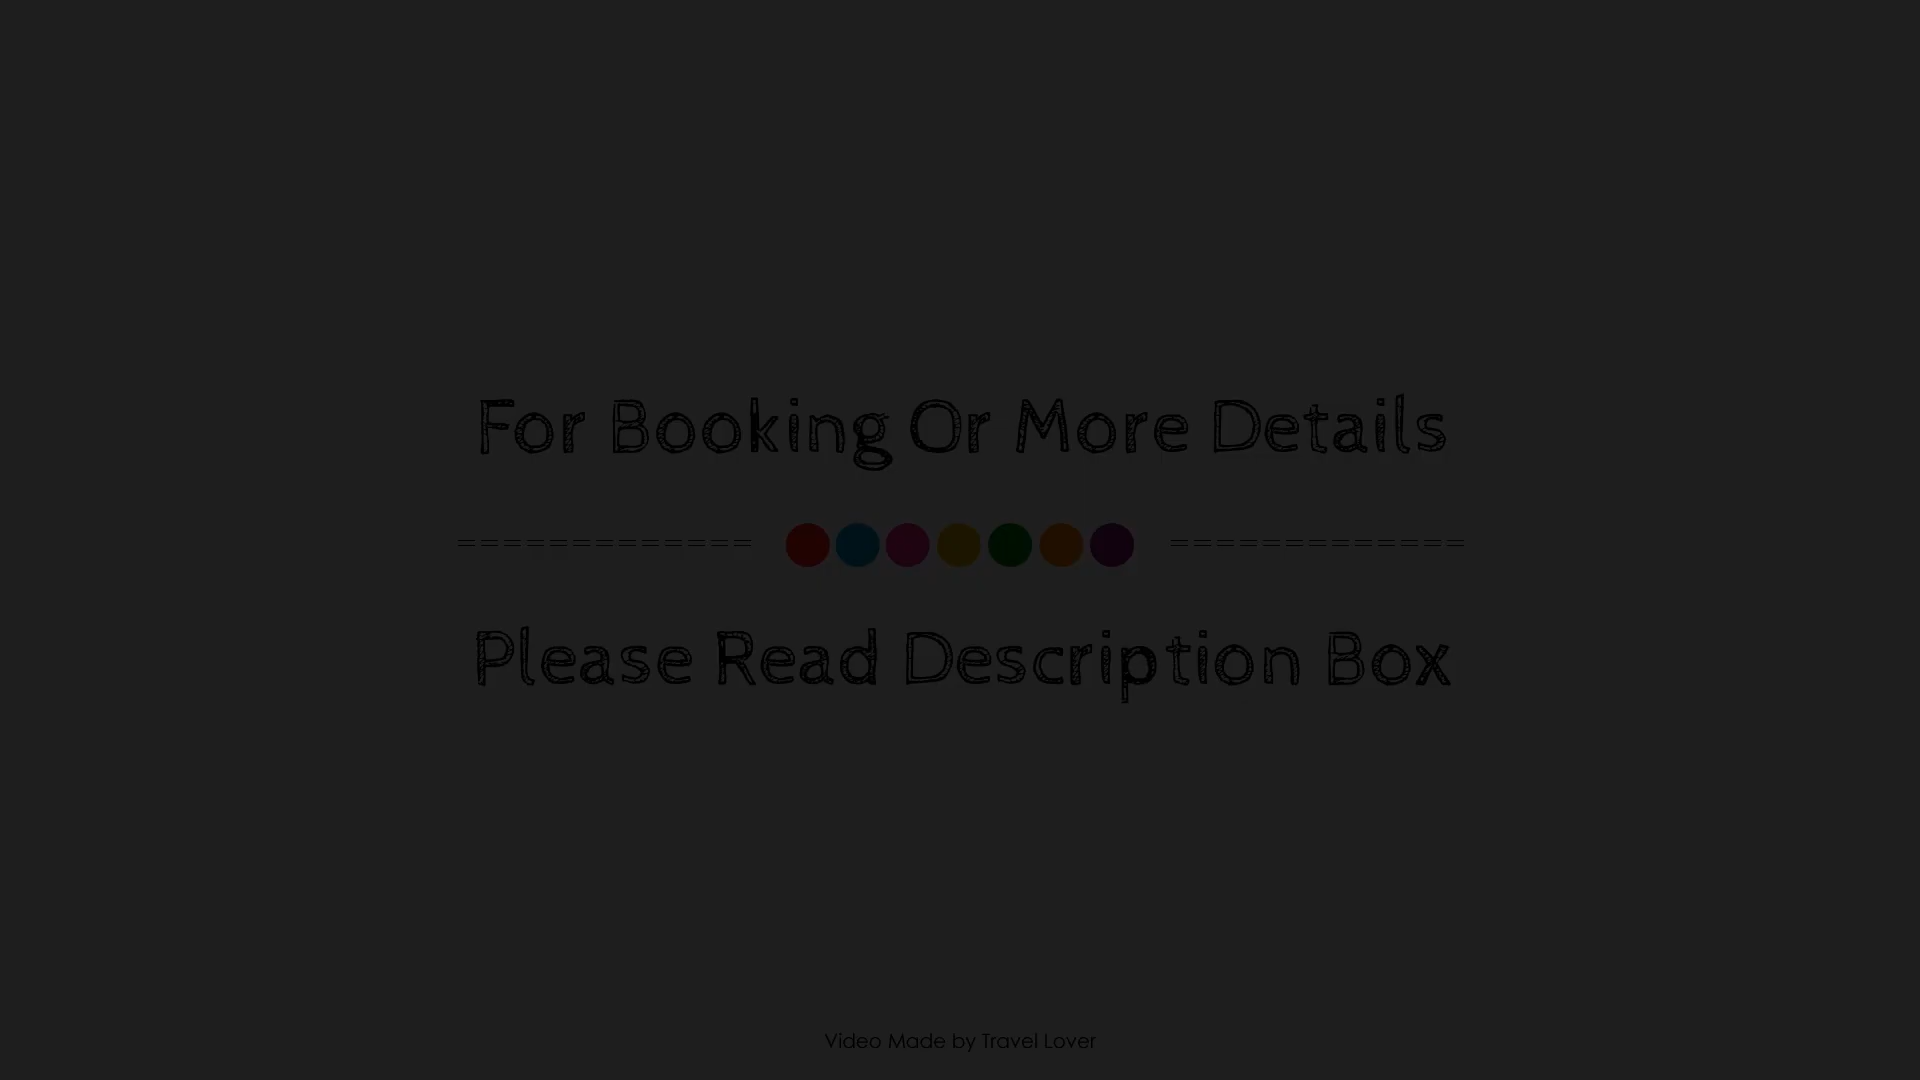 For Booking Or More Details
============= =============
Please Read Description Box
Video Made by Travel Lover